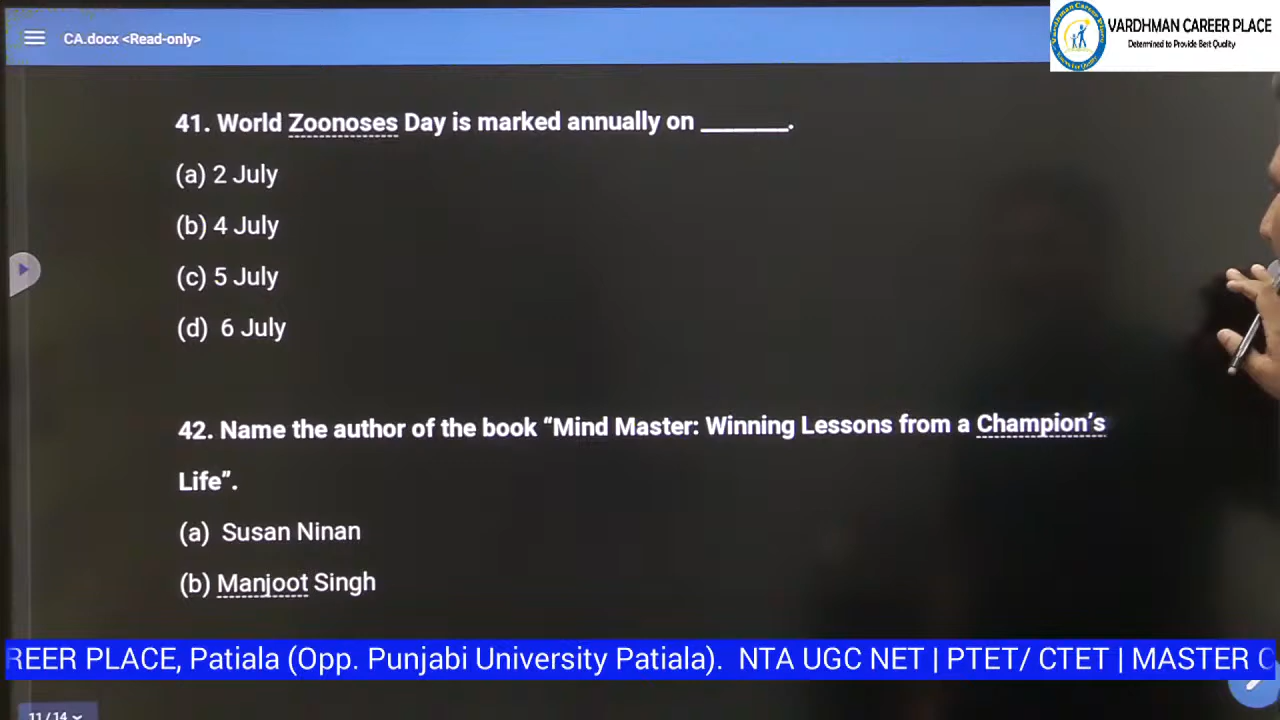 CA.docx <Read-only>
VARDHMAN CAREER PLACE
Determined to Provide Best Quality
41. World Zoonoses Day is marked annually on ______.
(a) 2 July
(b) 4 July
(c) 5 July
(d) 6 July
42. Name the author of the book “Mind Master: Winning Lessons from a Champion’s
Life”.
(a) Susan Ninan
(b) Manjoot Singh
REER PLACE, Patiala (Opp. Punjabi University Patiala). NTA UGC NET | PTET/ CTET | MASTER C
11/14